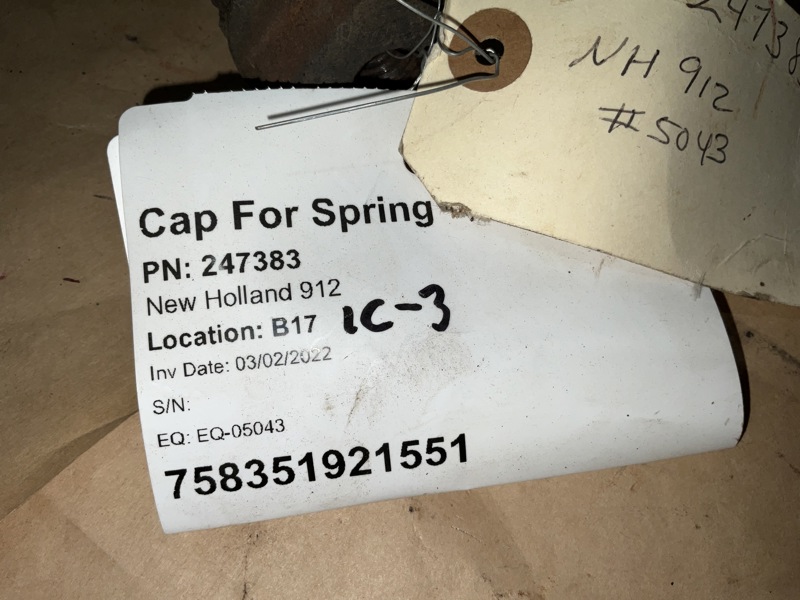 24738
NH 912
#5043
Cap For Spring
PN: 247383
New Holland 912
Location: B17 1C-3
Inv Date: 03/02/2022
S/N:
EQ: EQ-05043
758351921551